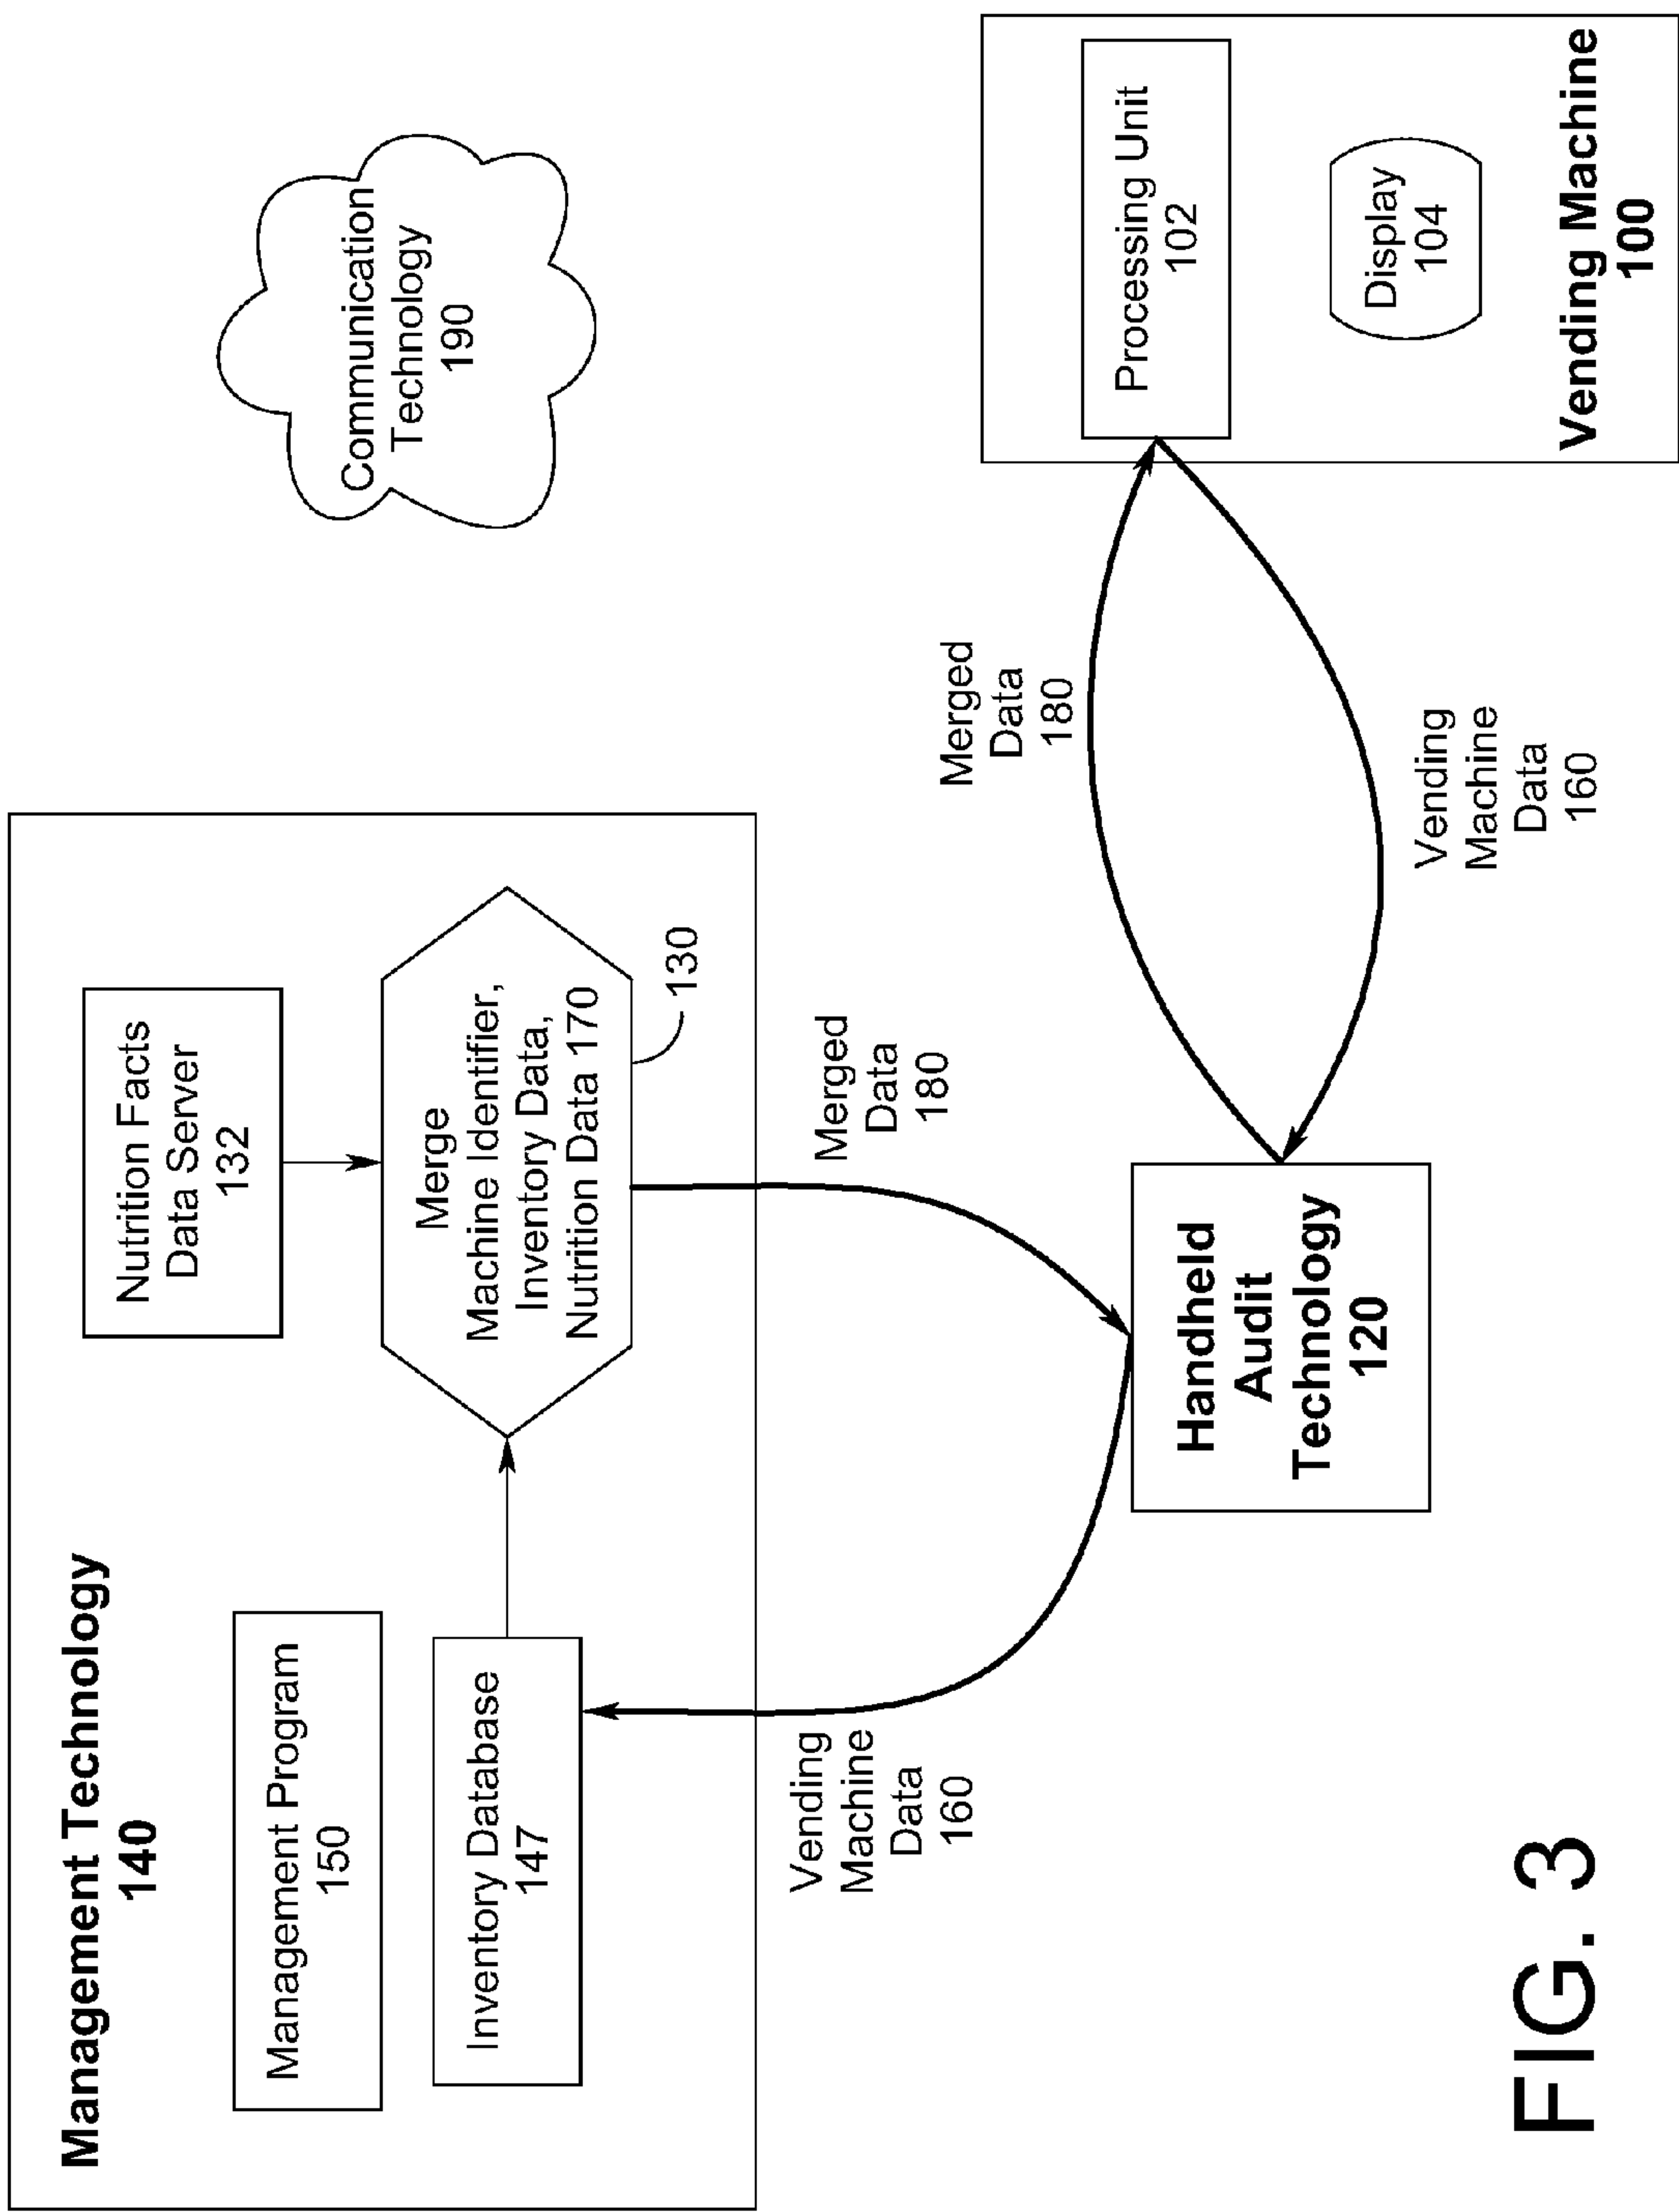 Management Technology
140
Management Program
150
Inventory Database
147
Nutrition Facts
Data Server
132
Merge
Machine Identifier,
Inventory Data,
Nutrition Data 170
130
Communication
Technology
190
Vending
Machine
Data
160
Merged
Data
180
Handheld
Audit
Technology
120
Merged
Data
180
Vending
Machine
Data
160
Processing Unit
102
Display
104
Vending Machine
100
FIG. 3